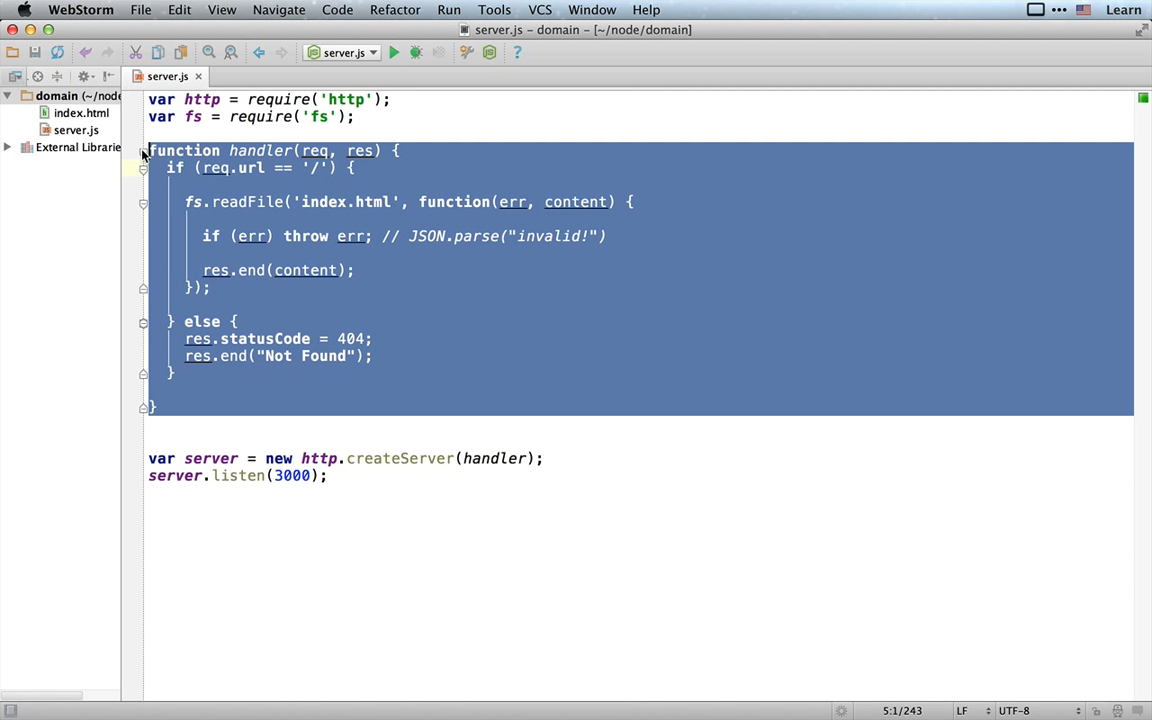 WebStorm File Edit View Navigate Code Refactor Run Tools VCS Window Help Learn
server.js – domain – [~/node/domain]
server.js
server.js
domain (~/node
index.html
server.js
External Librarie
var http = require('http');
var fs = require('fs');
function handler(req, res) {
if (req.url == '/') {
fs.readFile('index.html', function(err, content) {
if (err) throw err; // JSON.parse("invalid!")
res.end(content);
});
} else {
res.statusCode = 404;
res.end("Not Found");
}
}
var server = new http.createServer(handler);
server.listen(3000);
5:1/243 LF UTF-8